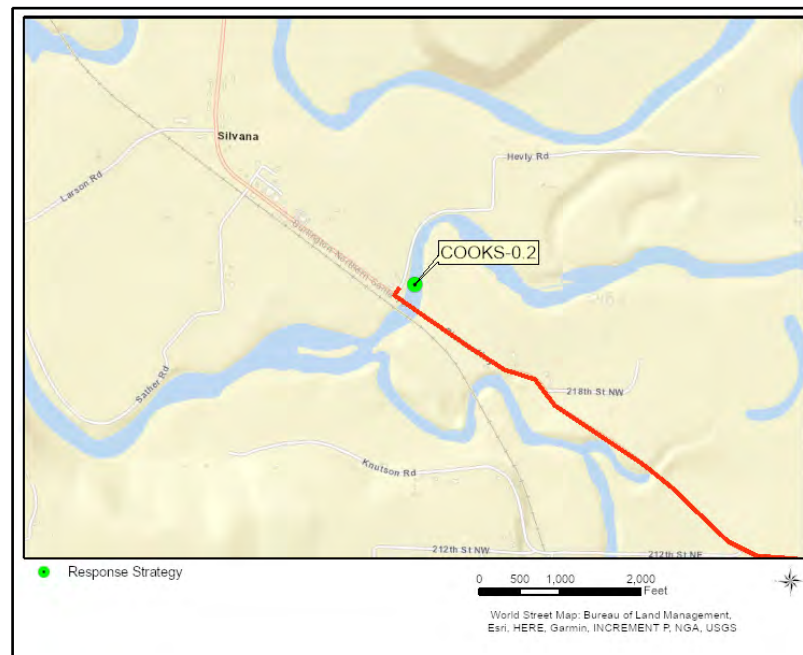 Silvana
Hevly Rd
Larson Rd
COOKS-0.2
Sather Rd
218th St NW
Knutson Rd
212th St NW
212th St NE
Response Strategy
0 500 1,000 2,000
Feet
World Street Map: Bureau of Land Management,
Esri, HERE, Garmin, INCREMENT P, NGA, USGS